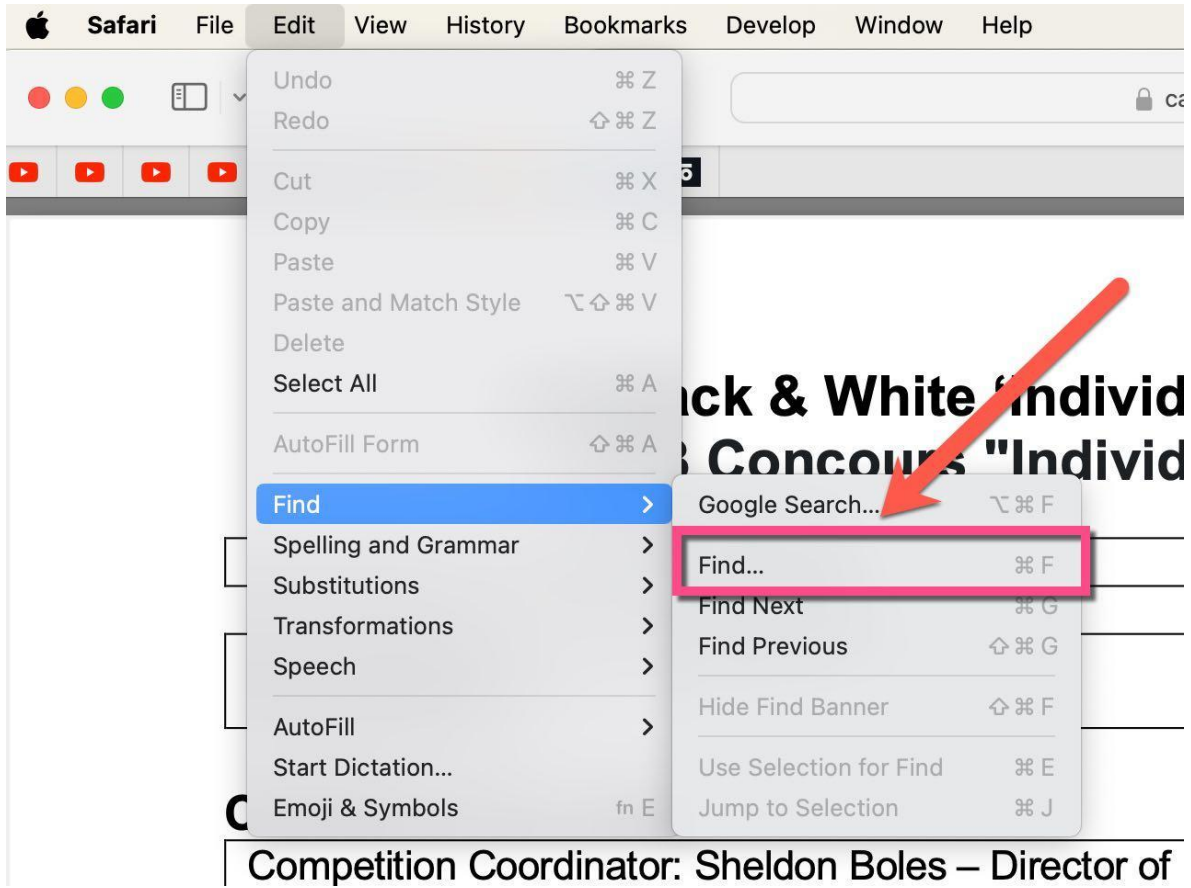 Safari File Edit View History Bookmarks Develop Window Help
ca
Undo ⌘ Z
Redo ⇧ ⌘ Z
Cut ⌘ X
Copy ⌘ C
Paste ⌘ V
Paste and Match Style ⌥ ⇧ ⌘ V
Delete
Select All ⌘ A
AutoFill Form ⇧ ⌘ A
Find
Spelling and Grammar
Substitutions
Transformations
Speech
AutoFill
Start Dictation...
Emoji & Symbols fn E
Google Search... ⌥ ⌘ F
Find... ⌘ F
Find Next ⌘ G
Find Previous ⇧ ⌘ G
Hide Find Banner ⇧ ⌘ F
Use Selection for Find ⌘ E
Jump to Selection ⌘ J
ack & White "Individ
Concours "Individ
Competition Coordinator: Sheldon Boles – Director of